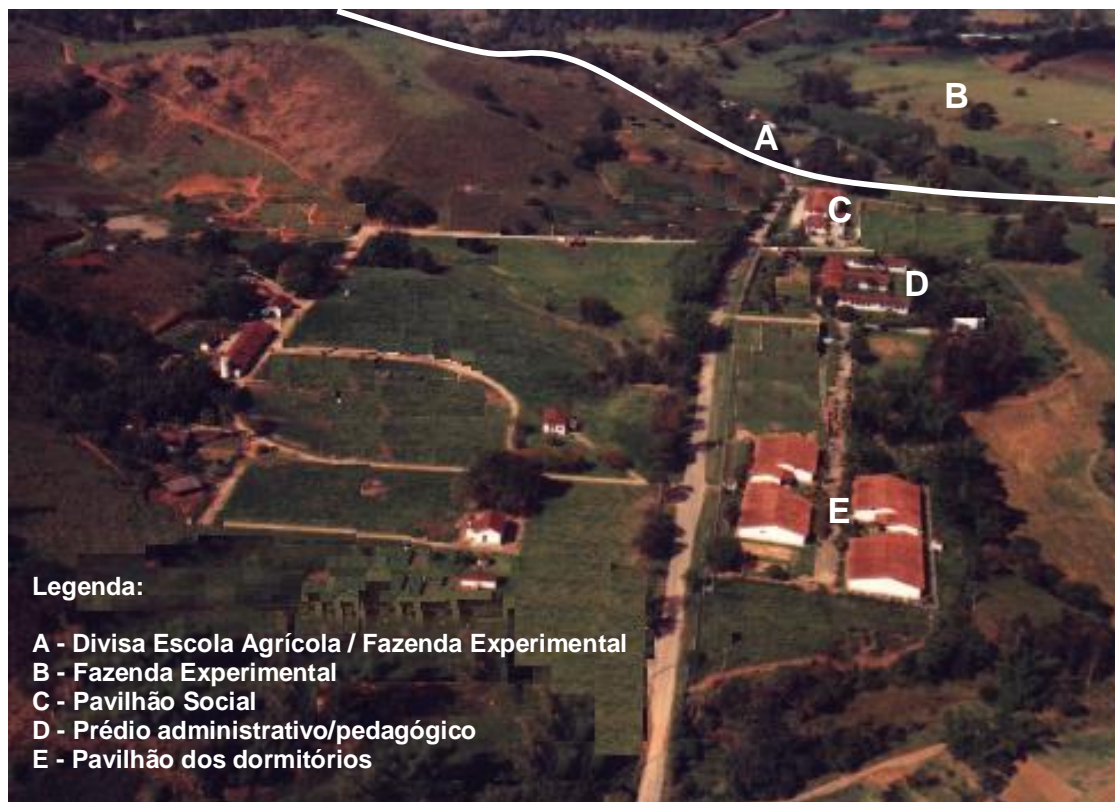 B
A
C
D
E
Legenda:
A - Divisa Escola Agrícola / Fazenda Experimental
B - Fazenda Experimental
C - Pavilhão Social
D - Prédio administrativo/pedagógico
E - Pavilhão dos dormitórios